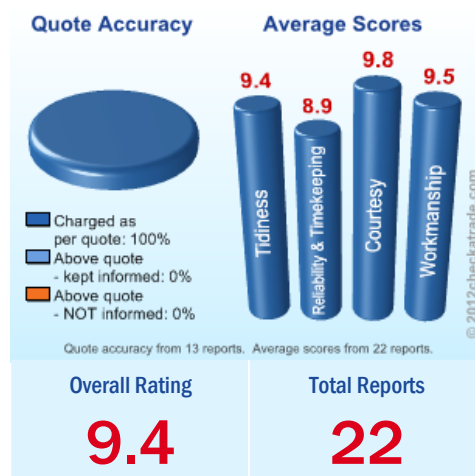 Quote Accuracy
Charged as
per quote: 100%
Above quote
- kept informed: 0%
Above quote
- NOT informed: 0%
Average Scores
9.4
8.9
9.8
9.5
Tidiness
Reliability & Timekeeping
Courtesy
Workmanship
© 2012checkatrade.com
Quote accuracy from 13 reports. Average scores from 22 reports.
Overall Rating
9.4
Total Reports
22